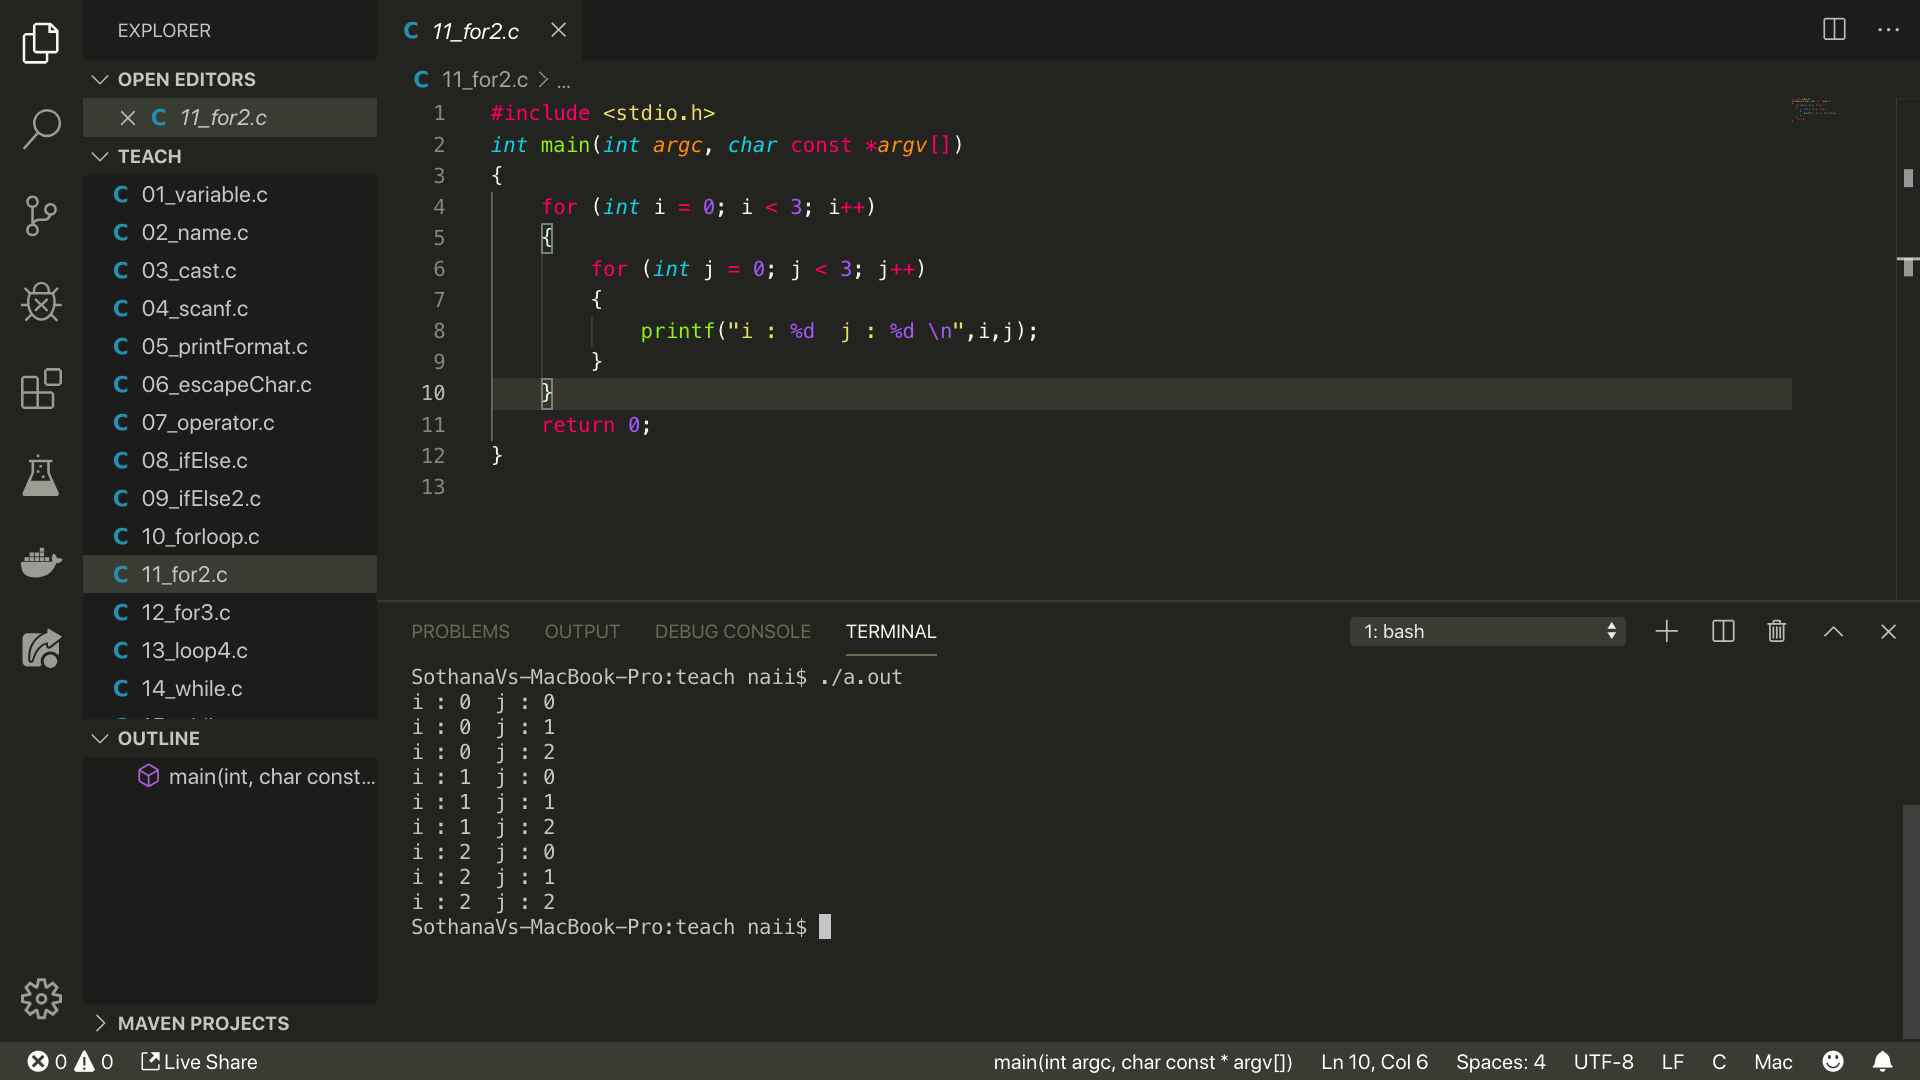 EXPLORER
OPEN EDITORS
C 11_for2.c
TEACH
C 01_variable.c
C 02_name.c
C 03_cast.c
C 04_scanf.c
C 05_printFormat.c
C 06_escapeChar.c
C 07_operator.c
C 08_ifElse.c
C 09_ifElse2.c
C 10_forloop.c
C 11_for2.c
C 12_for3.c
C 13_loop4.c
C 14_while.c
OUTLINE
main(int, char const...
MAVEN PROJECTS
C 11_for2.c
C 11_for2.c > ...
1 #include <stdio.h>
2 int main(int argc, char const *argv[])
3 {
4     for (int i = 0; i < 3; i++)
5     {
6         for (int j = 0; j < 3; j++)
7         {
8             printf("i : %d  j : %d \n",i,j);
9         }
10     }
11     return 0;
12 }
13
PROBLEMS OUTPUT DEBUG CONSOLE TERMINAL 1: bash
SothanaVs-MacBook-Pro:teach naii$ ./a.out
i : 0  j : 0
i : 0  j : 1
i : 0  j : 2
i : 1  j : 0
i : 1  j : 1
i : 1  j : 2
i : 2  j : 0
i : 2  j : 1
i : 2  j : 2
SothanaVs-MacBook-Pro:teach naii$
0 0 Live Share main(int argc, char const * argv[]) Ln 10, Col 6 Spaces: 4 UTF-8 LF C Mac